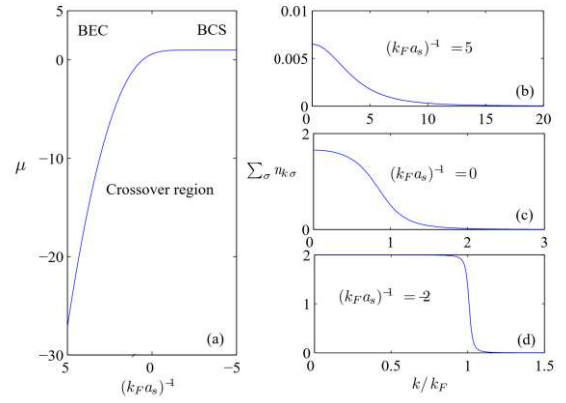 5
BEC BCS
0
−10
μ
Crossover region
−20
(a)
−30
5 0 −5
(k_F a_s)^{-1}
0.01
(k_F a_s)^{-1} = 5
0.005
(b)
0
0 5 10 15 20
2
(k_F a_s)^{-1} = 0
∑_σ n_{kσ} 1
(c)
0
0 1 2 3
2
(k_F a_s)^{-1} = -2
1
(d)
0
0 0.5 1 1.5
k/k_F